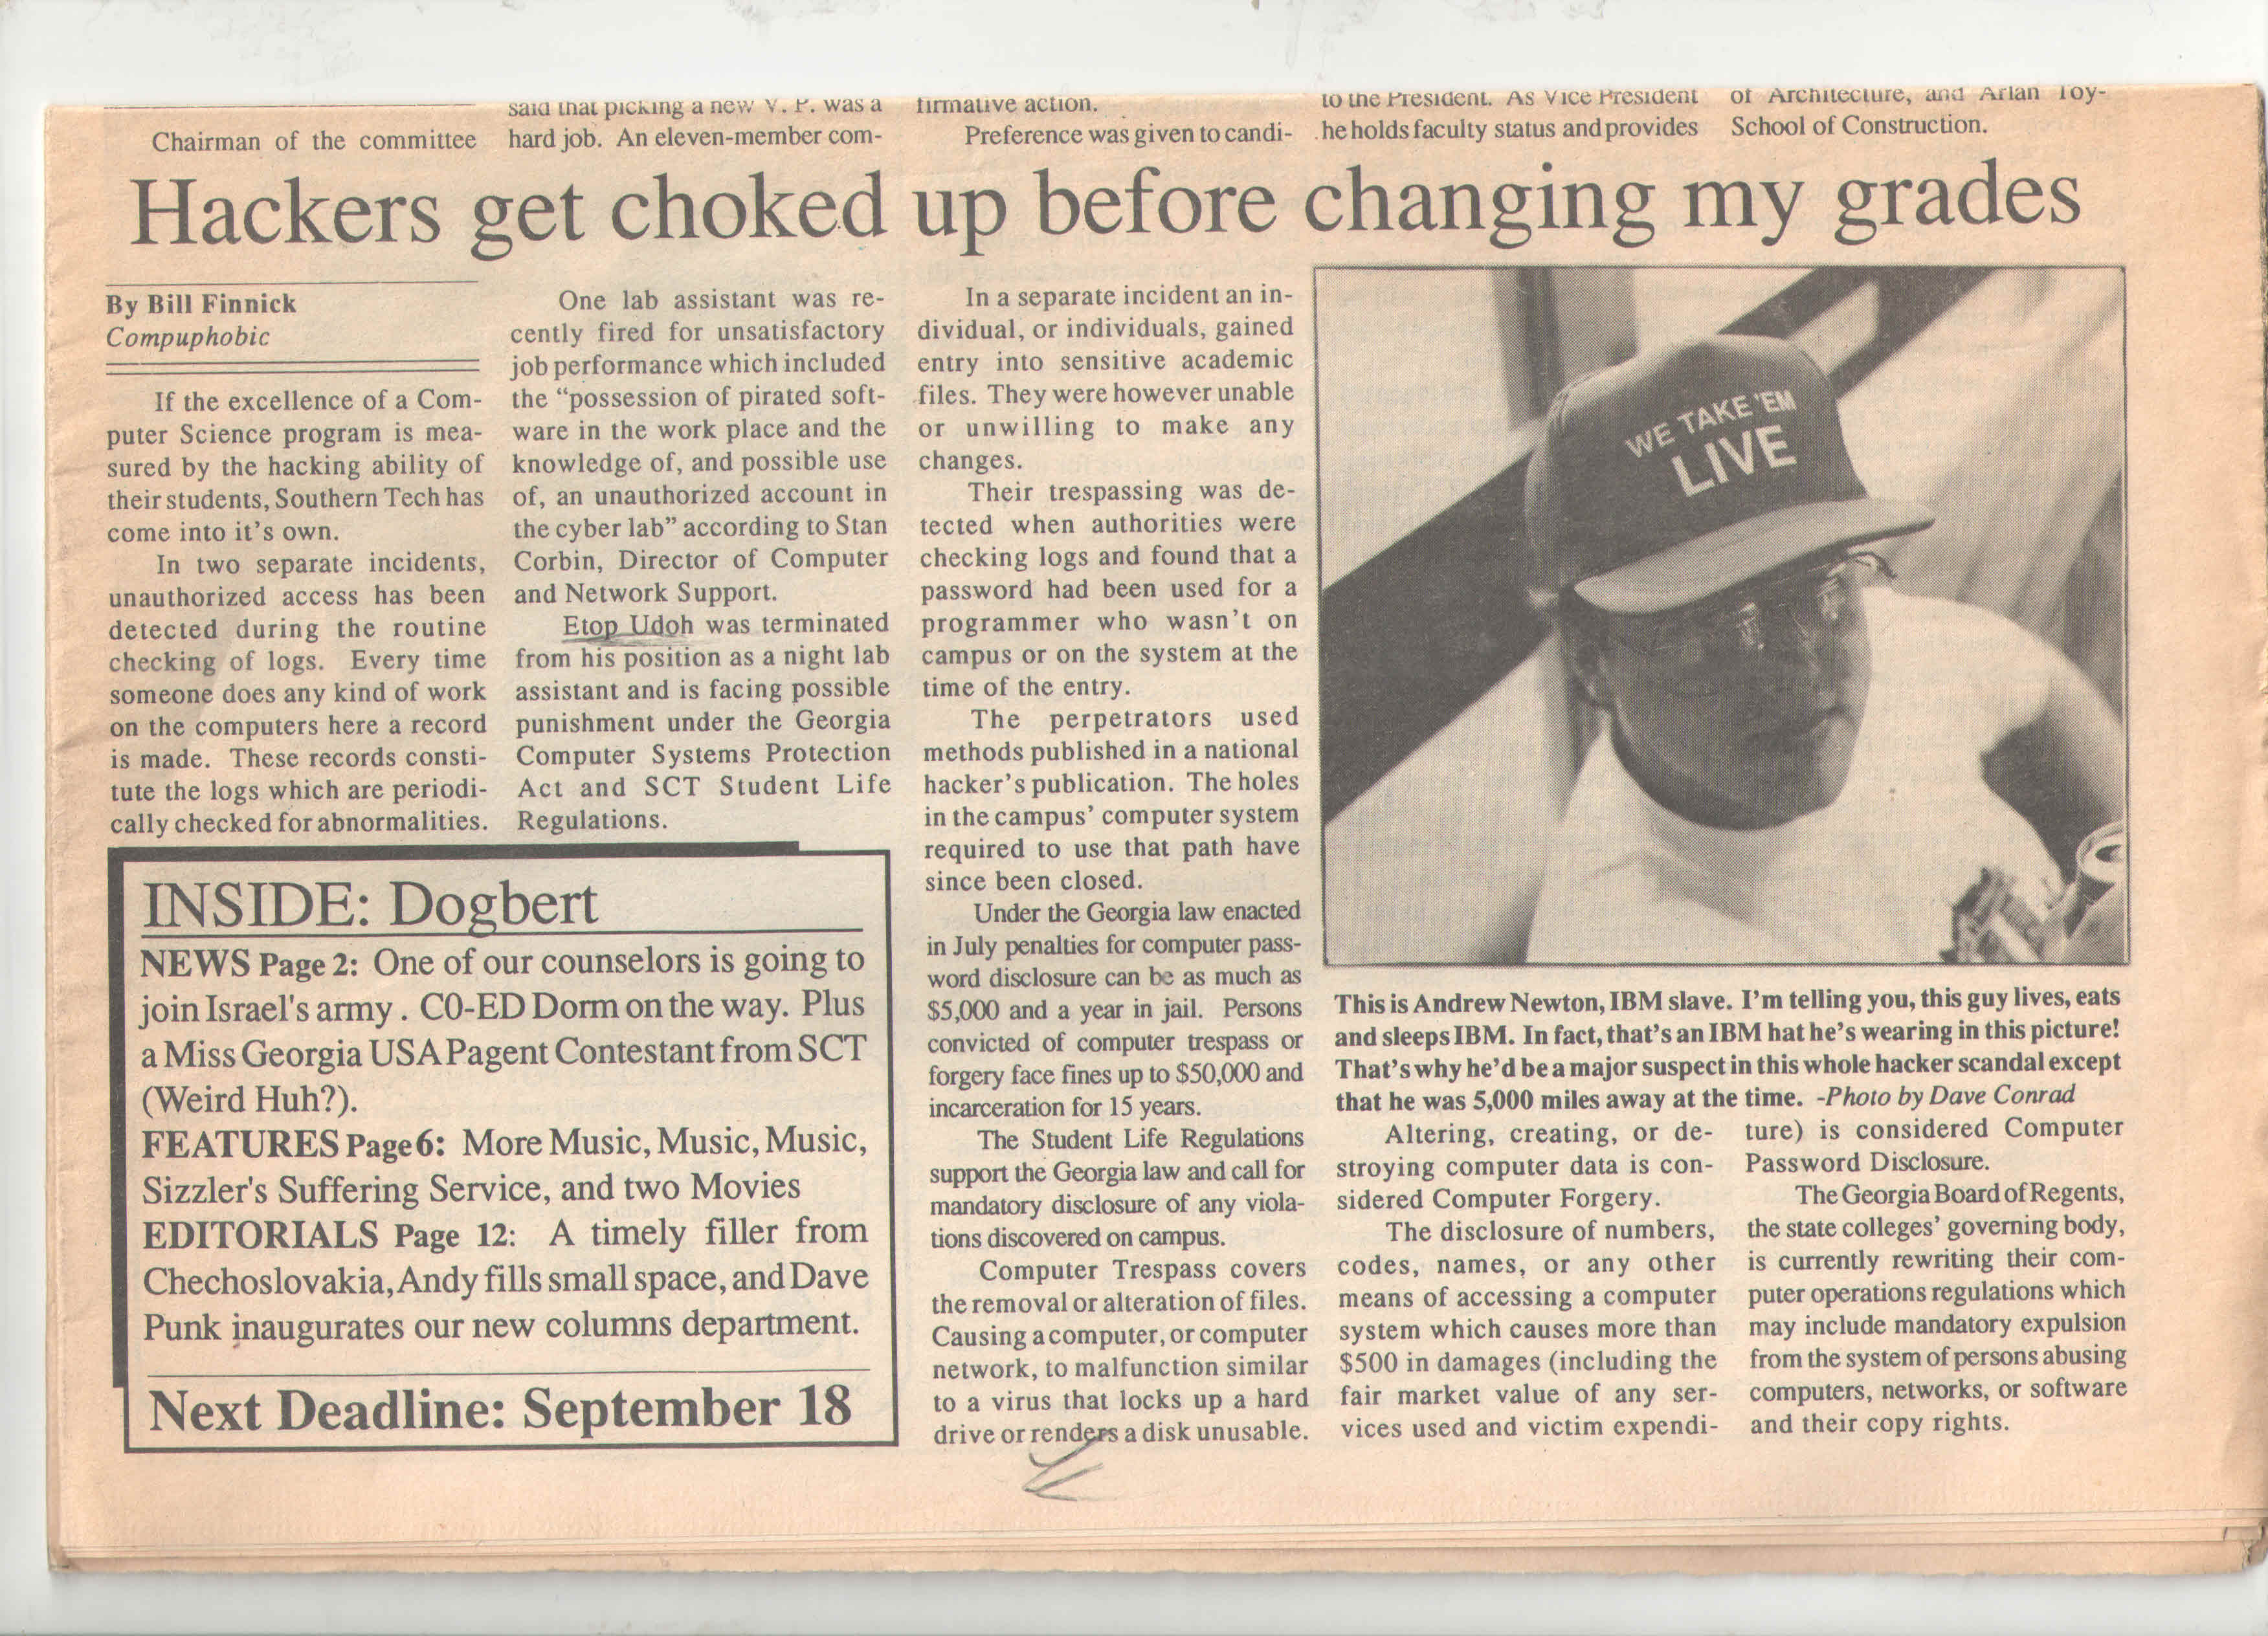 said that picking a new V. P. was a
firmative action.
to the President. As Vice President
of Architecture, and Arlan Toy-
Chairman of the committee
hard job. An eleven-member com-
Preference was given to candi-
he holds faculty status and provides
School of Construction.
Hackers get choked up before changing my grades
By Bill Finnick
Compuphobic
If the excellence of a Com-
puter Science program is mea-
sured by the hacking ability of
their students, Southern Tech has
come into it's own.
In two separate incidents,
unauthorized access has been
detected during the routine
checking of logs. Every time
someone does any kind of work
on the computers here a record
is made. These records consti-
tute the logs which are periodi-
cally checked for abnormalities.
One lab assistant was re-
cently fired for unsatisfactory
job performance which included
the “possession of pirated soft-
ware in the work place and the
knowledge of, and possible use
of, an unauthorized account in
the cyber lab” according to Stan
Corbin, Director of Computer
and Network Support.
Etop Udoh was terminated
from his position as a night lab
assistant and is facing possible
punishment under the Georgia
Computer Systems Protection
Act and SCT Student Life
Regulations.
In a separate incident an in-
dividual, or individuals, gained
entry into sensitive academic
files. They were however unable
or unwilling to make any
changes.
Their trespassing was de-
tected when authorities were
checking logs and found that a
password had been used for a
programmer who wasn't on
campus or on the system at the
time of the entry.
The perpetrators used
methods published in a national
hacker's publication. The holes
in the campus' computer system
required to use that path have
since been closed.
Under the Georgia law enacted
in July penalties for computer pass-
word disclosure can be as much as
$5,000 and a year in jail. Persons
convicted of computer trespass or
forgery face fines up to $50,000 and
incarceration for 15 years.
The Student Life Regulations
support the Georgia law and call for
mandatory disclosure of any viola-
tions discovered on campus.
Computer Trespass covers
the removal or alteration of files.
Causing a computer, or computer
network, to malfunction similar
to a virus that locks up a hard
drive or renders a disk unusable.
WE TAKE 'EM
LIVE
This is Andrew Newton, IBM slave. I'm telling you, this guy lives, eats
and sleeps IBM. In fact, that's an IBM hat he's wearing in this picture!
That's why he'd be a major suspect in this whole hacker scandal except
that he was 5,000 miles away at the time. -Photo by Dave Conrad
Altering, creating, or de-
stroying computer data is con-
sidered Computer Forgery.
The disclosure of numbers,
codes, names, or any other
means of accessing a computer
system which causes more than
$500 in damages (including the
fair market value of any ser-
vices used and victim expendi-
ture) is considered Computer
Password Disclosure.
The Georgia Board of Regents,
the state colleges' governing body,
is currently rewriting their com-
puter operations regulations which
may include mandatory expulsion
from the system of persons abusing
computers, networks, or software
and their copy rights.
INSIDE: Dogbert
NEWS Page 2: One of our counselors is going to
join Israel's army . CO-ED Dorm on the way. Plus
a Miss Georgia USA Pagent Contestant from SCT
(Weird Huh?).
FEATURES Page 6: More Music, Music, Music,
Sizzler's Suffering Service, and two Movies
EDITORIALS Page 12: A timely filler from
Chechoslovakia, Andy fills small space, and Dave
Punk inaugurates our new columns department.
Next Deadline: September 18